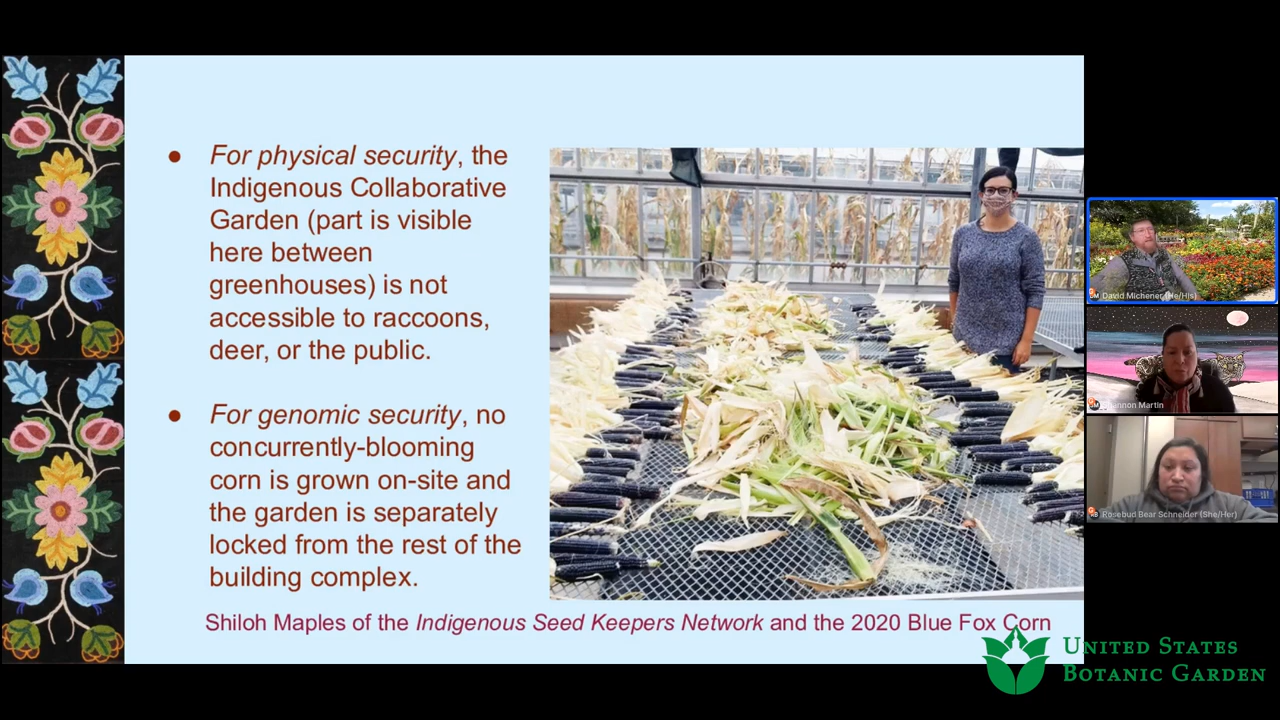 ● For physical security, the
Indigenous Collaborative
Garden (part is visible
here between
greenhouses) is not
accessible to raccoons,
deer, or the public.
● For genomic security, no
concurrently-blooming
corn is grown on-site and
the garden is separately
locked from the rest of the
building complex.
Shiloh Maples of the Indigenous Seed Keepers Network and the 2020 Blue Fox Corn
David Michener (He/His)
Shannon Martin
Rosebud Bear Schneider (She/Her)
UNITED STATES
BOTANIC GARDEN